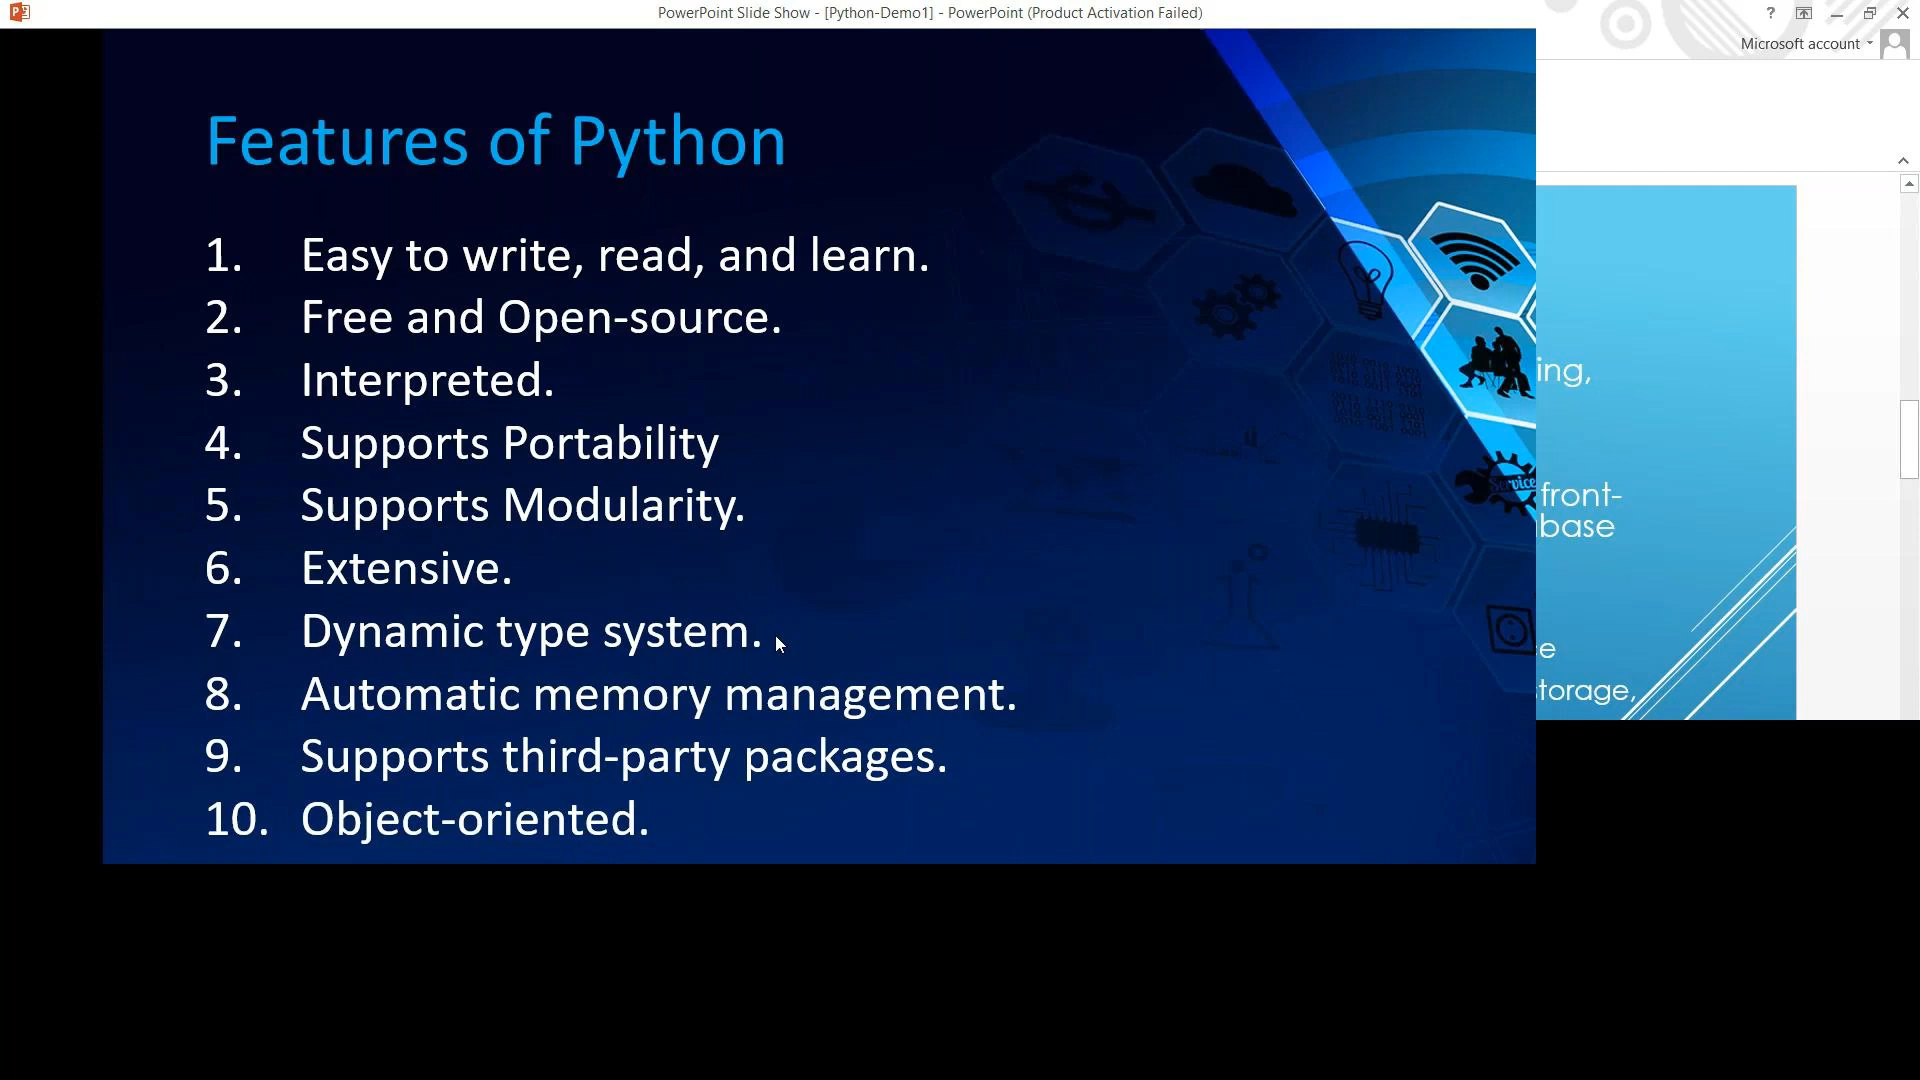 PowerPoint Slide Show - [Python-Demo1] - PowerPoint (Product Activation Failed)
?
Microsoft account
Features of Python
1. Easy to write, read, and learn.
2. Free and Open-source.
3. Interpreted.
4. Supports Portability
5. Supports Modularity.
6. Extensive.
7. Dynamic type system.
8. Automatic memory management.
9. Supports third-party packages.
10. Object-oriented.
Service
ing,
front-
base
e
torage,